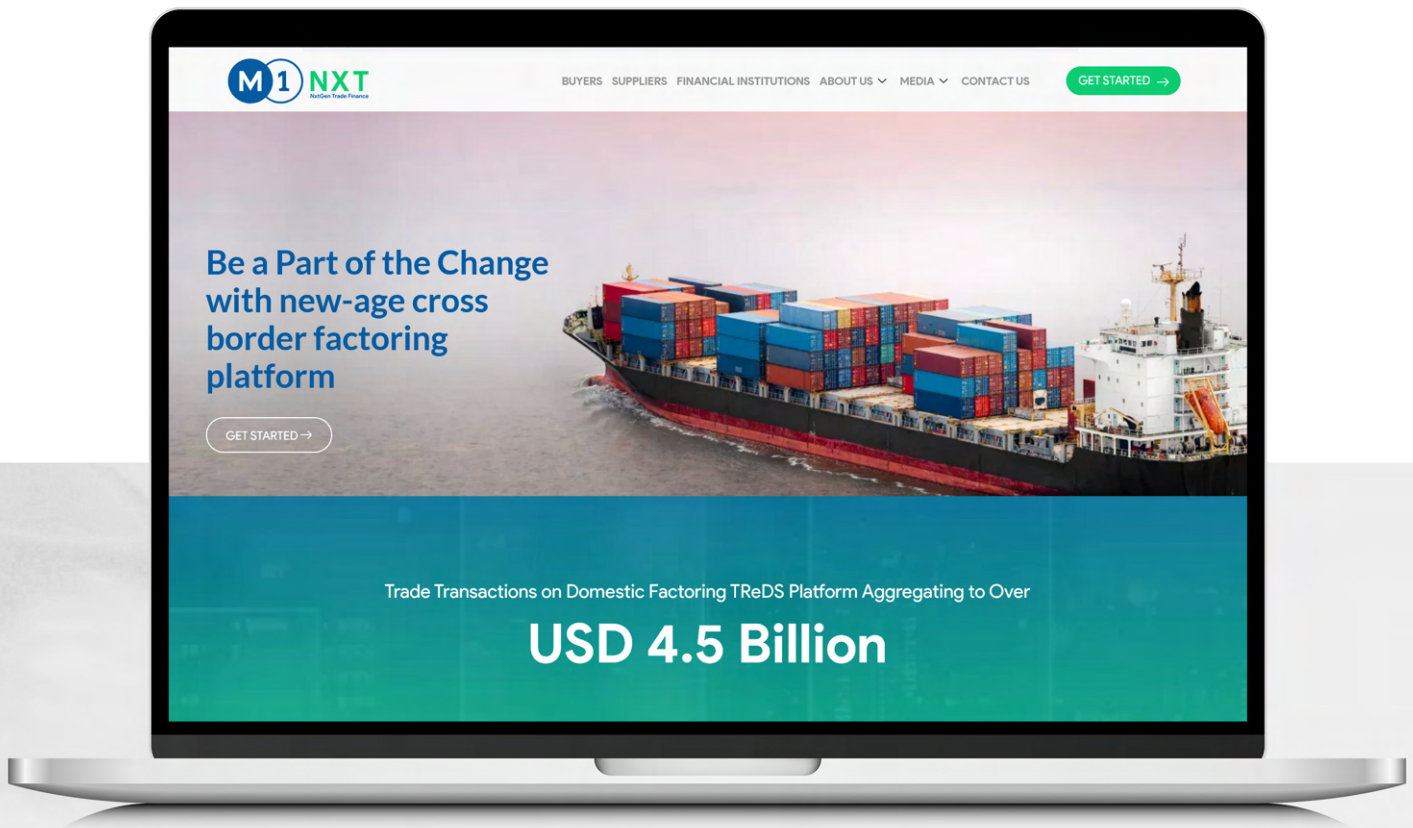 M1 NXT
NxtGen Trade Finance
BUYERS SUPPLIERS FINANCIAL INSTITUTIONS ABOUT US MEDIA CONTACT US GET STARTED →
Be a Part of the Change
with new-age cross
border factoring
platform
GET STARTED →
Trade Transactions on Domestic Factoring TReDS Platform Aggregating to Over
USD 4.5 Billion